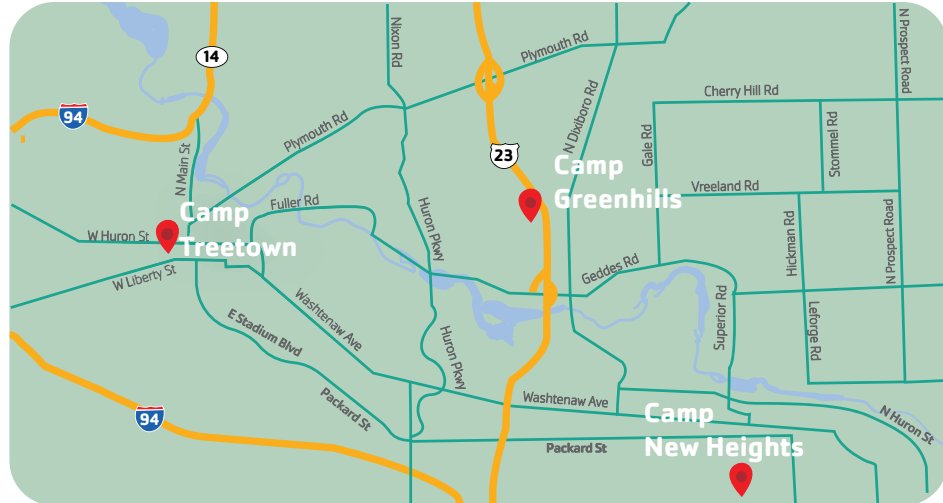 14
94
Nixon Rd
Plymouth Rd
Plymouth Rd
23
N Dixiboro Rd
Cherry Hill Rd
N Prospect Road
Gale Rd
Stommel Rd
Vreeland Rd
N Main St
Camp
Greenhills
Camp
Treetown
Fuller Rd
W Huron St
W Liberty St
Huron Pkwy
Hickman Rd
N Prospect Road
Geddes Rd
Washtenaw Ave
E Stadium Blvd
Superior Rd
Leforge Rd
Huron Pkwy
Packard St
94
Washtenaw Ave
Camp
New Heights
N Huron St
Packard St